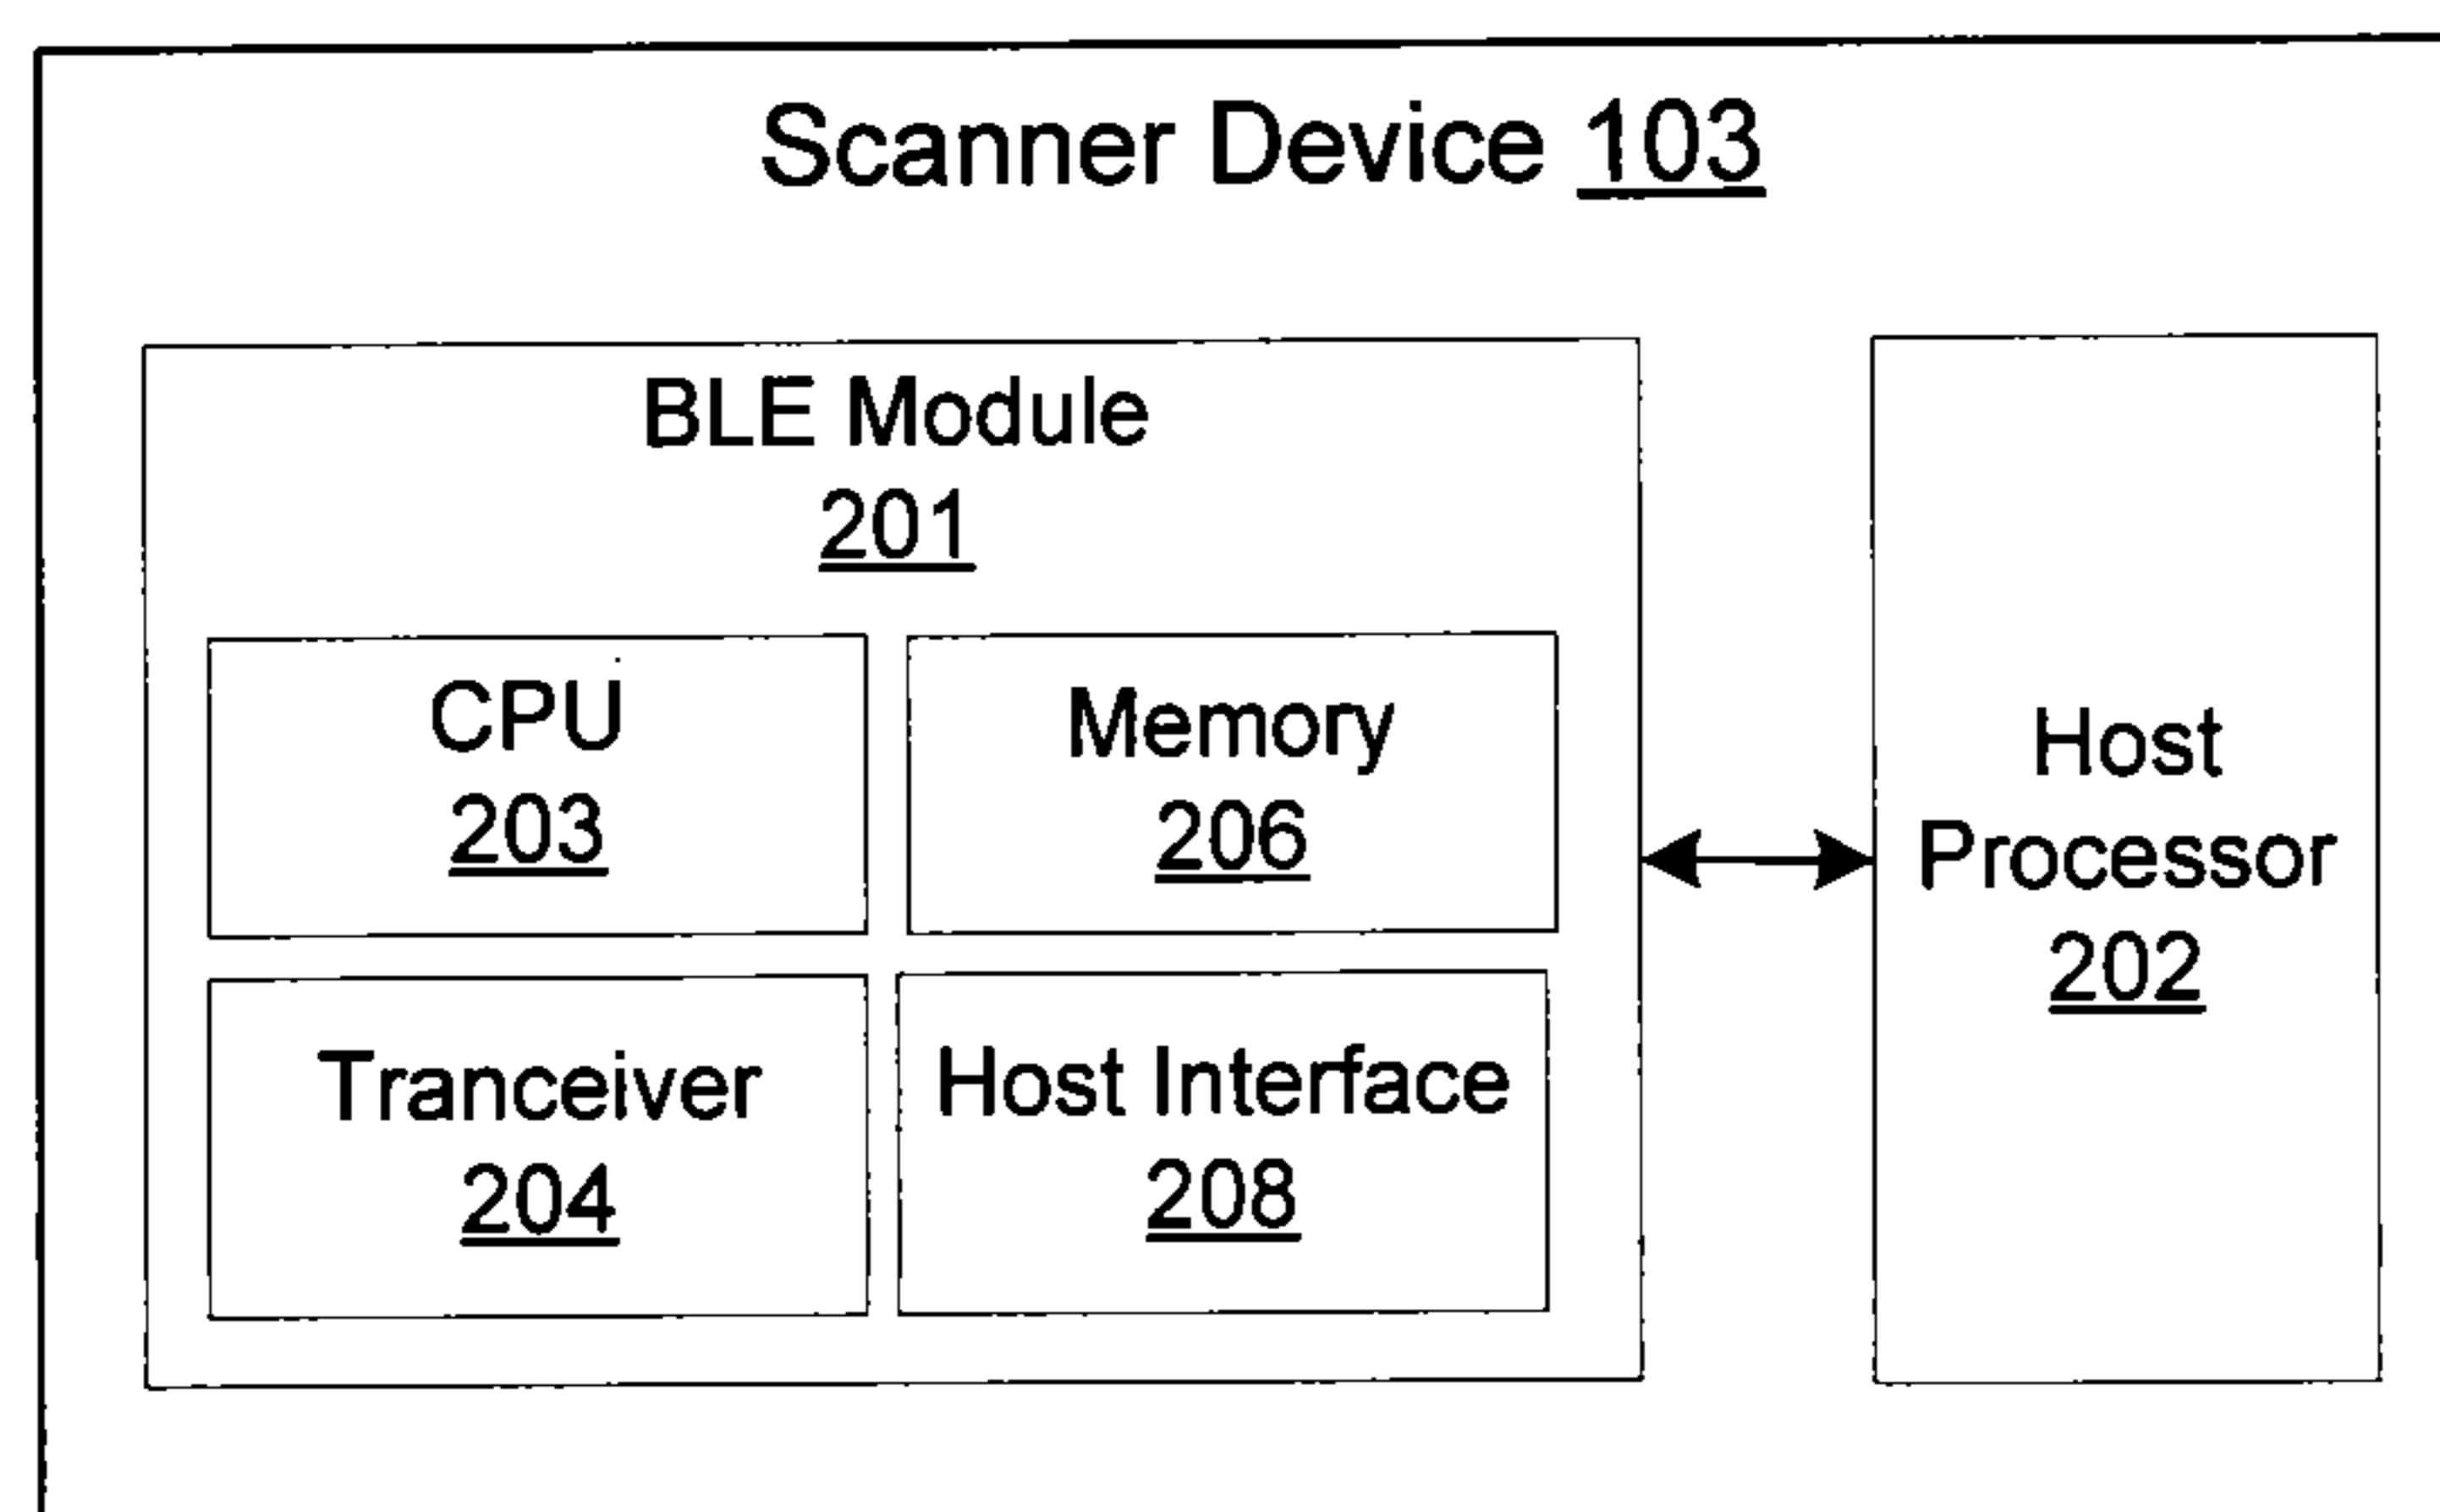 Scanner Device 103
BLE Module
201
CPU
203
Memory
206
Tranceiver
204
Host Interface
208
Host
Processor
202